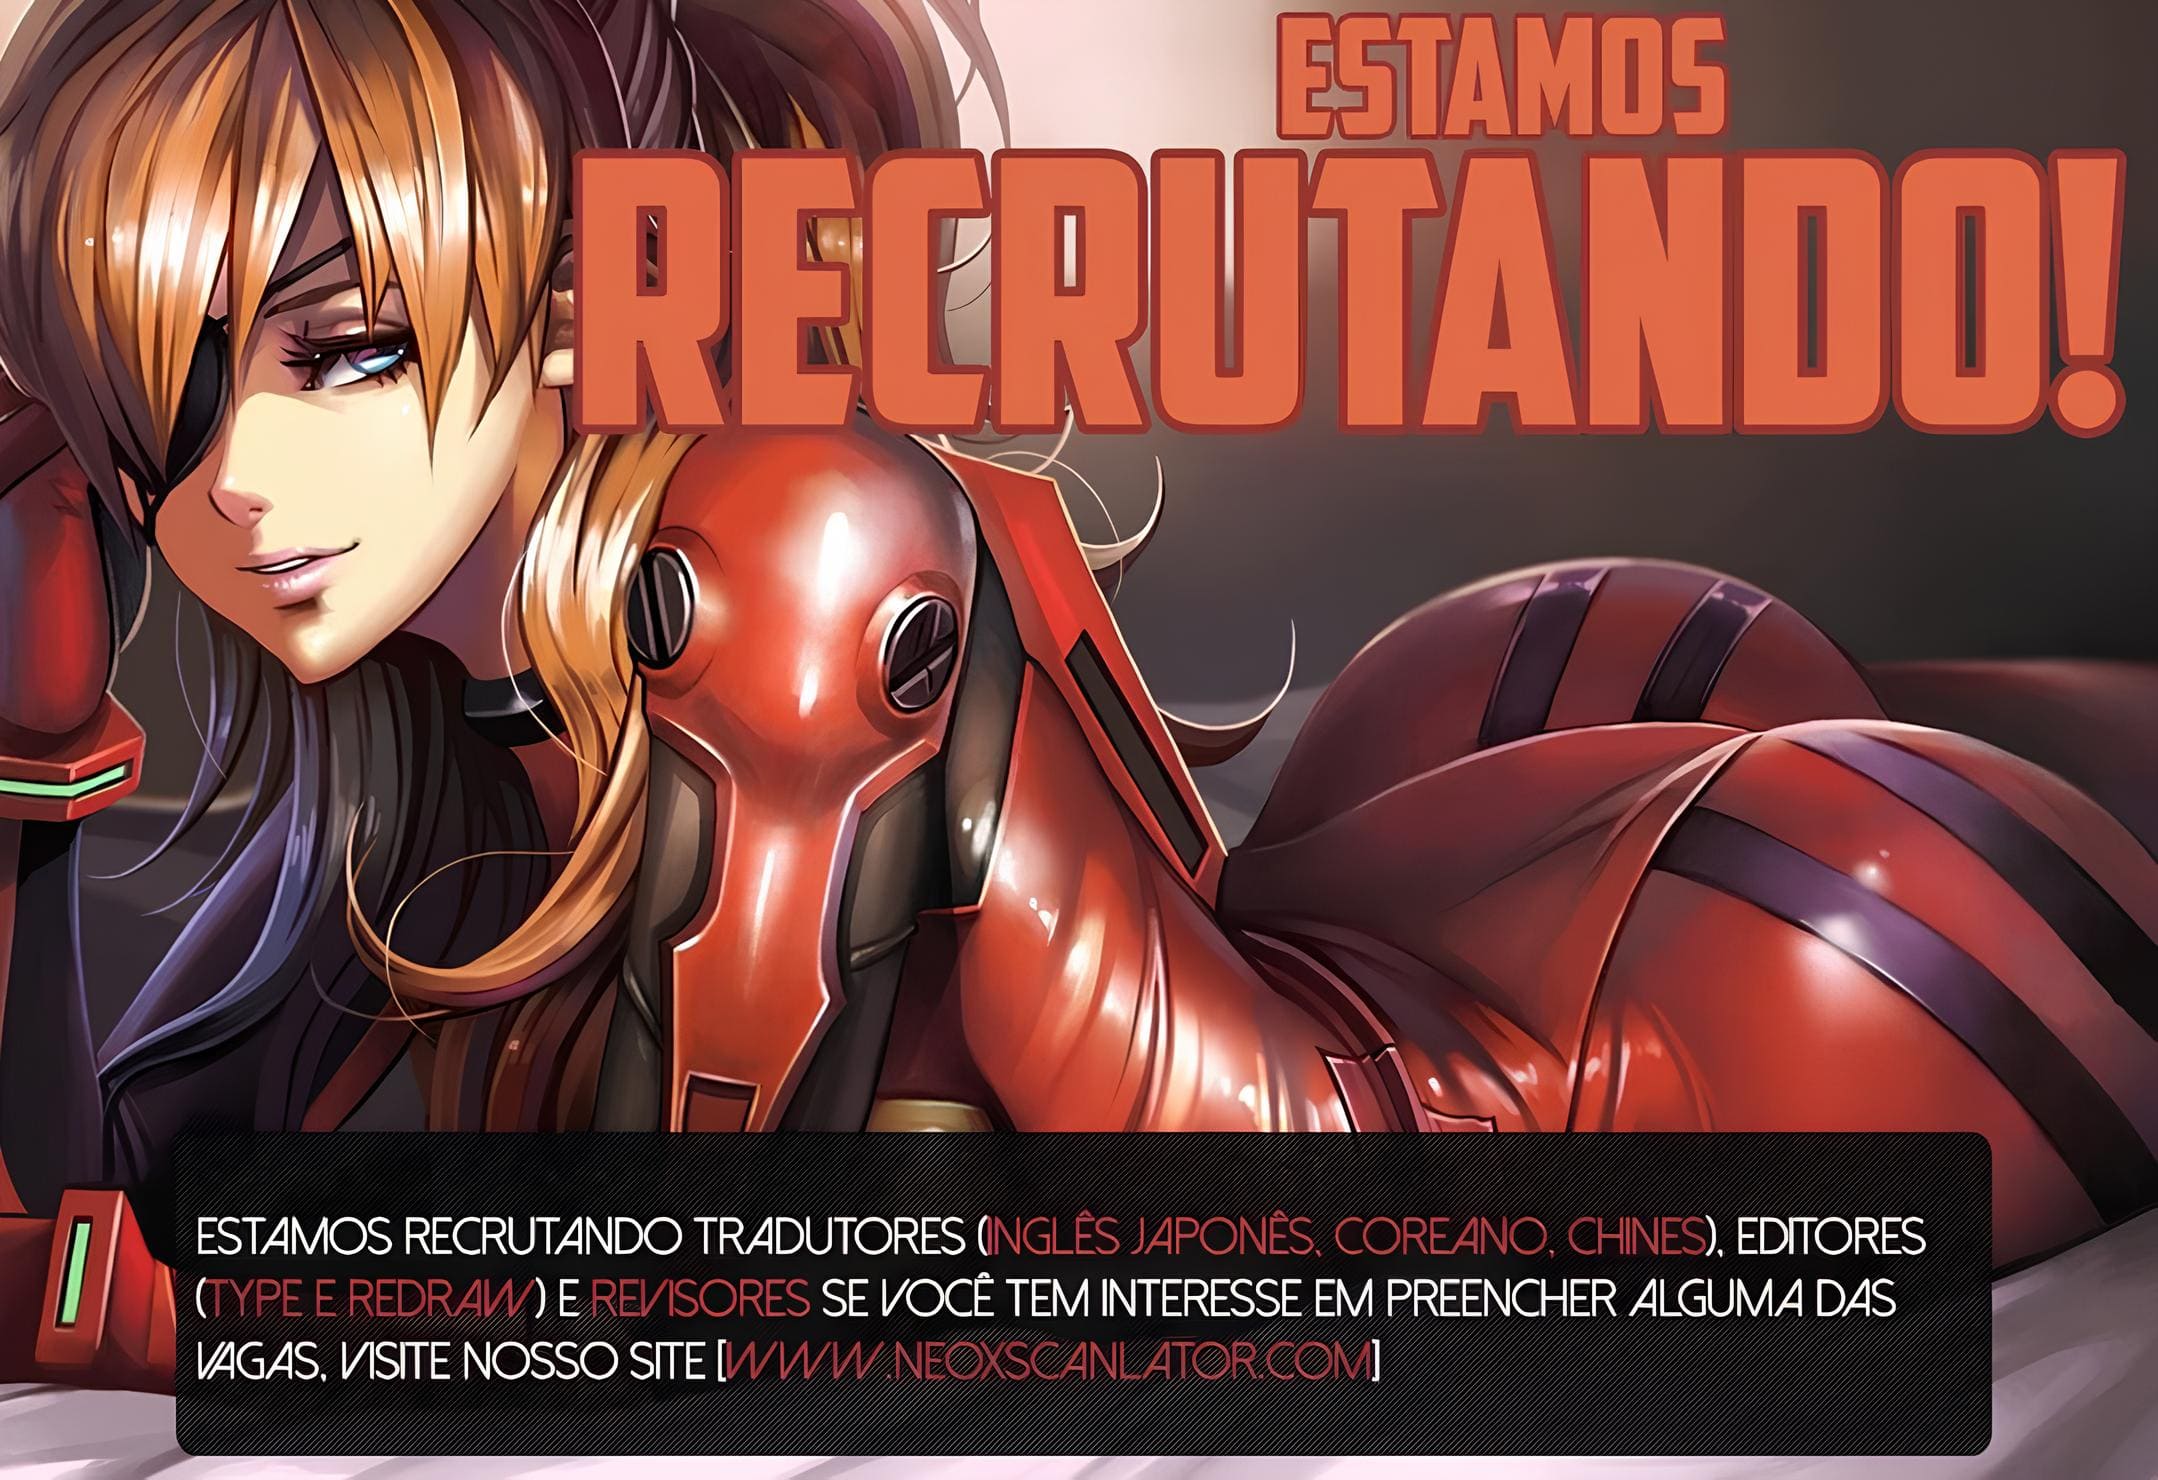 ESTAMOS
RECRUTANDO!
ESTAMOS RECRUTANDO TRADUTORES (INGLÊS JAPONÊS, COREANO, CHINES), EDITORES
(TYPE E REDRAW) E REVISORES SE VOCÊ TEM INTERESSE EM PREENCHER ALGUMA DAS
VAGAS, VISITE NOSSO SITE [WWW.NEOXSCANLATOR.COM]